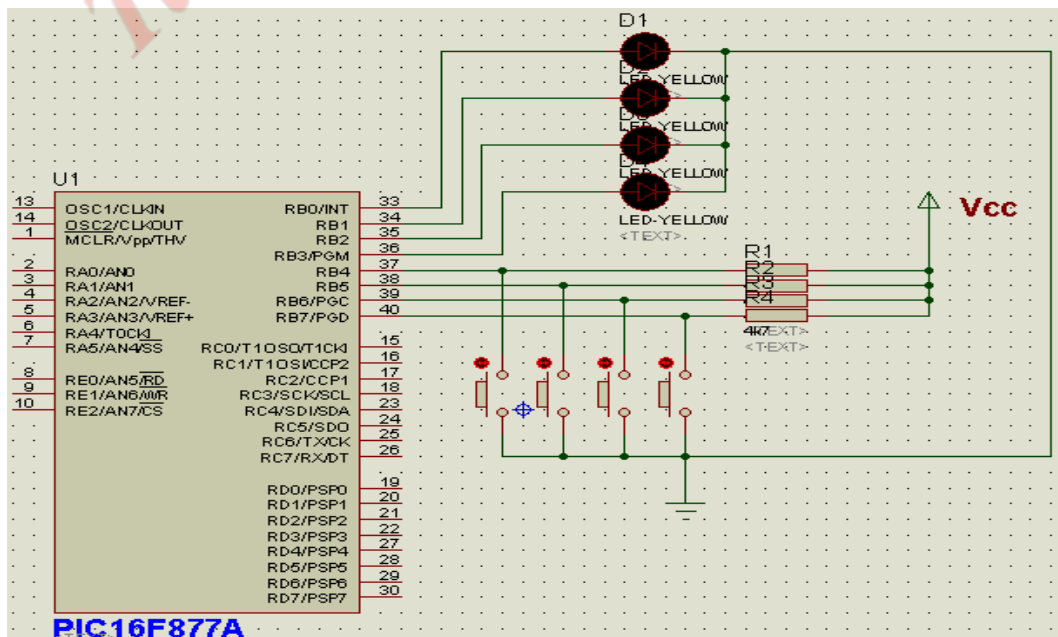 D1
LED-YELLOW
LED-YELLOW
LED-YELLOW
LED-YELLOW
<TEXT>
U1
13 OSC1/CLKIN
14 OSC2/CLKOUT
1 MCLR/Vpp/THV
2 RA0/AN0
3 RA1/AN1
4 RA2/AN2/VREF-
5 RA3/AN3/VREF+
6 RA4/T0CKI
7 RA5/AN4/SS
8 RE0/AN5/RD
9 RE1/AN6/WR
10 RE2/AN7/CS
RB0/INT 33
RB1 34
RB2 35
RB3/PGM 36
RB4 37
RB5 38
RB6/PGC 39
RB7/PGD 40
RC0/T1OSO/T1CKI 15
RC1/T1OSI/CCP2 16
RC2/CCP1 17
RC3/SCK/SCL 18
RC4/SDI/SDA 23
RC5/SDO 24
RC6/TX/CK 25
RC7/RX/DT 26
RD0/PSP0 19
RD1/PSP1 20
RD2/PSP2 21
RD3/PSP3 22
RD4/PSP4 27
RD5/PSP5 28
RD6/PSP6 29
RD7/PSP7 30
PIC16F877A
Vcc
R1
R2
R3
R4
4k7
<TEXT>